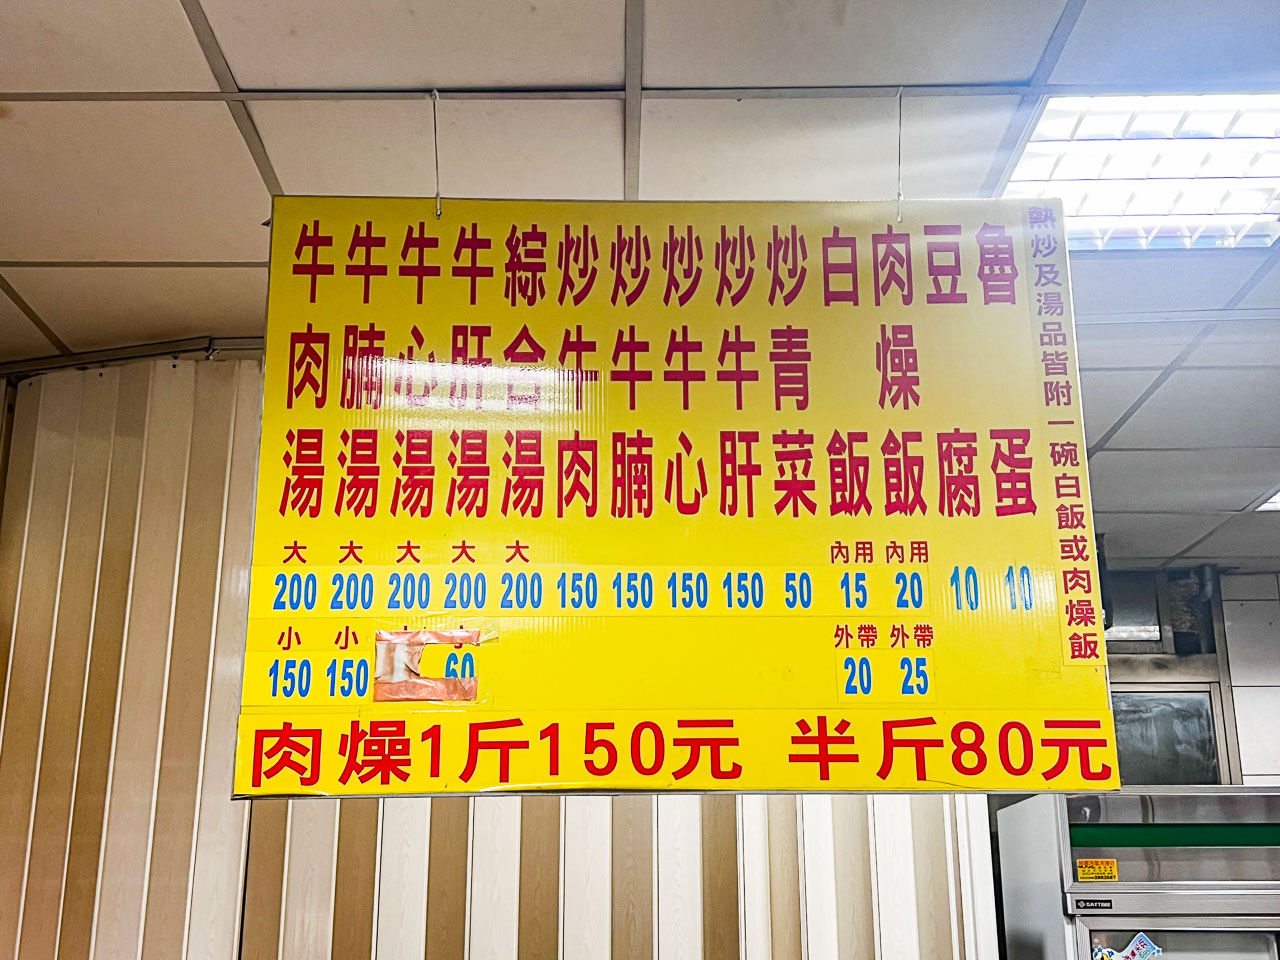 牛肉湯 大 200 小 150
牛腩湯 大 200 小 150
牛心湯 大 200
牛肝湯 大 200 小 60
綜合湯 大 200
炒牛肉 150
炒牛腩 150
炒牛心 150
炒牛肝 150
炒青菜 50
白飯 內用 15 外帶 20
肉燥飯 內用 20 外帶 25
豆腐 10
魯蛋 10
熱炒及湯品皆附一碗白飯或肉燥飯
肉燥1斤150元 半斤80元
DAYTIME